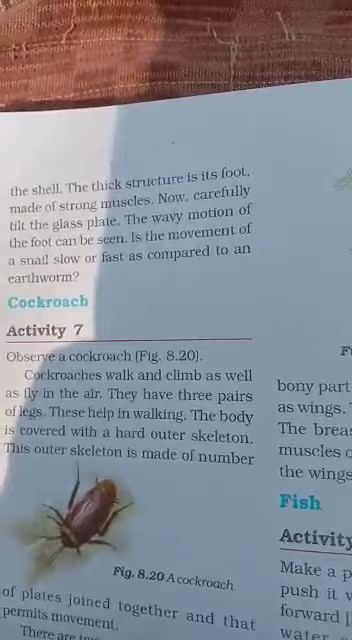 the shell. The thick structure is its foot,
made of strong muscles. Now, carefully
tilt the glass plate. The wavy motion of
the foot can be seen. Is the movement of
a snail slow or fast as compared to an
earthworm?
Cockroach
Activity 7
Observe a cockroach (Fig. 8.20).
Cockroaches walk and climb as well
as fly in the air. They have three pairs
of legs. These help in walking. The body
is covered with a hard outer skeleton.
This outer skeleton is made of number
Fig. 8.20 A cockroach
of plates joined together and that
permits movement.
There are
bony part
as wings.
The
muscles
the wings
Fish
Activity
Make a
push it
forward
water